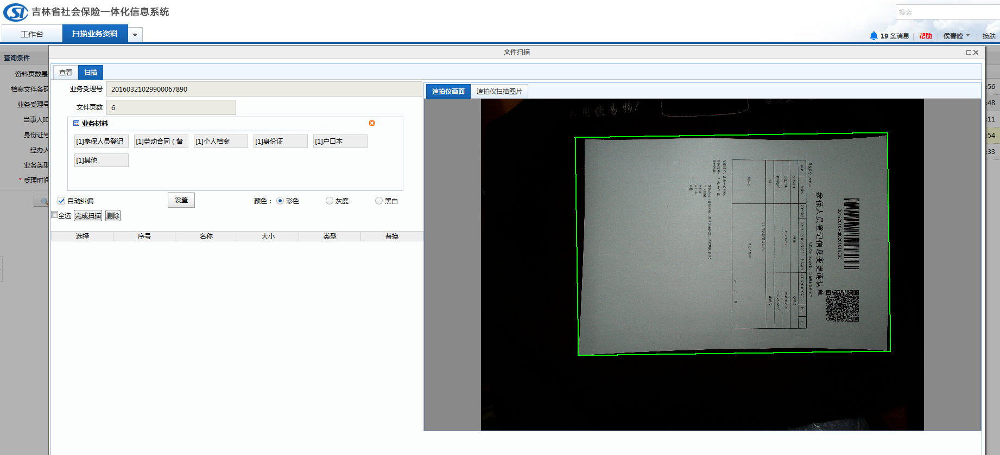 吉林省社会保险一体化信息系统
搜索
工作台
扫描业务资料
19 条消息
帮助
侯春峰
换肤
查询条件
文件扫描
资料页数是
档案文件条码
业务受理号
当事人ID
身份证号
经办人
业务类型
* 受理时间
查看
扫描
业务受理号
20160321029900067890
文件页数
6
业务材料
[1]参保人员登记
[1]劳动合同（备
[1]个人档案
[1]身份证
[1]户口本
[1]其他
自动纠偏
设置
颜色：
彩色
灰度
黑白
全选
完成扫描
删除
选择
序号
名称
大小
类型
替换
速拍仪画面
速拍仪扫描图片
用捷易拍！
参保人员登记信息变更确认单
:56
:48
:11
:54
:33